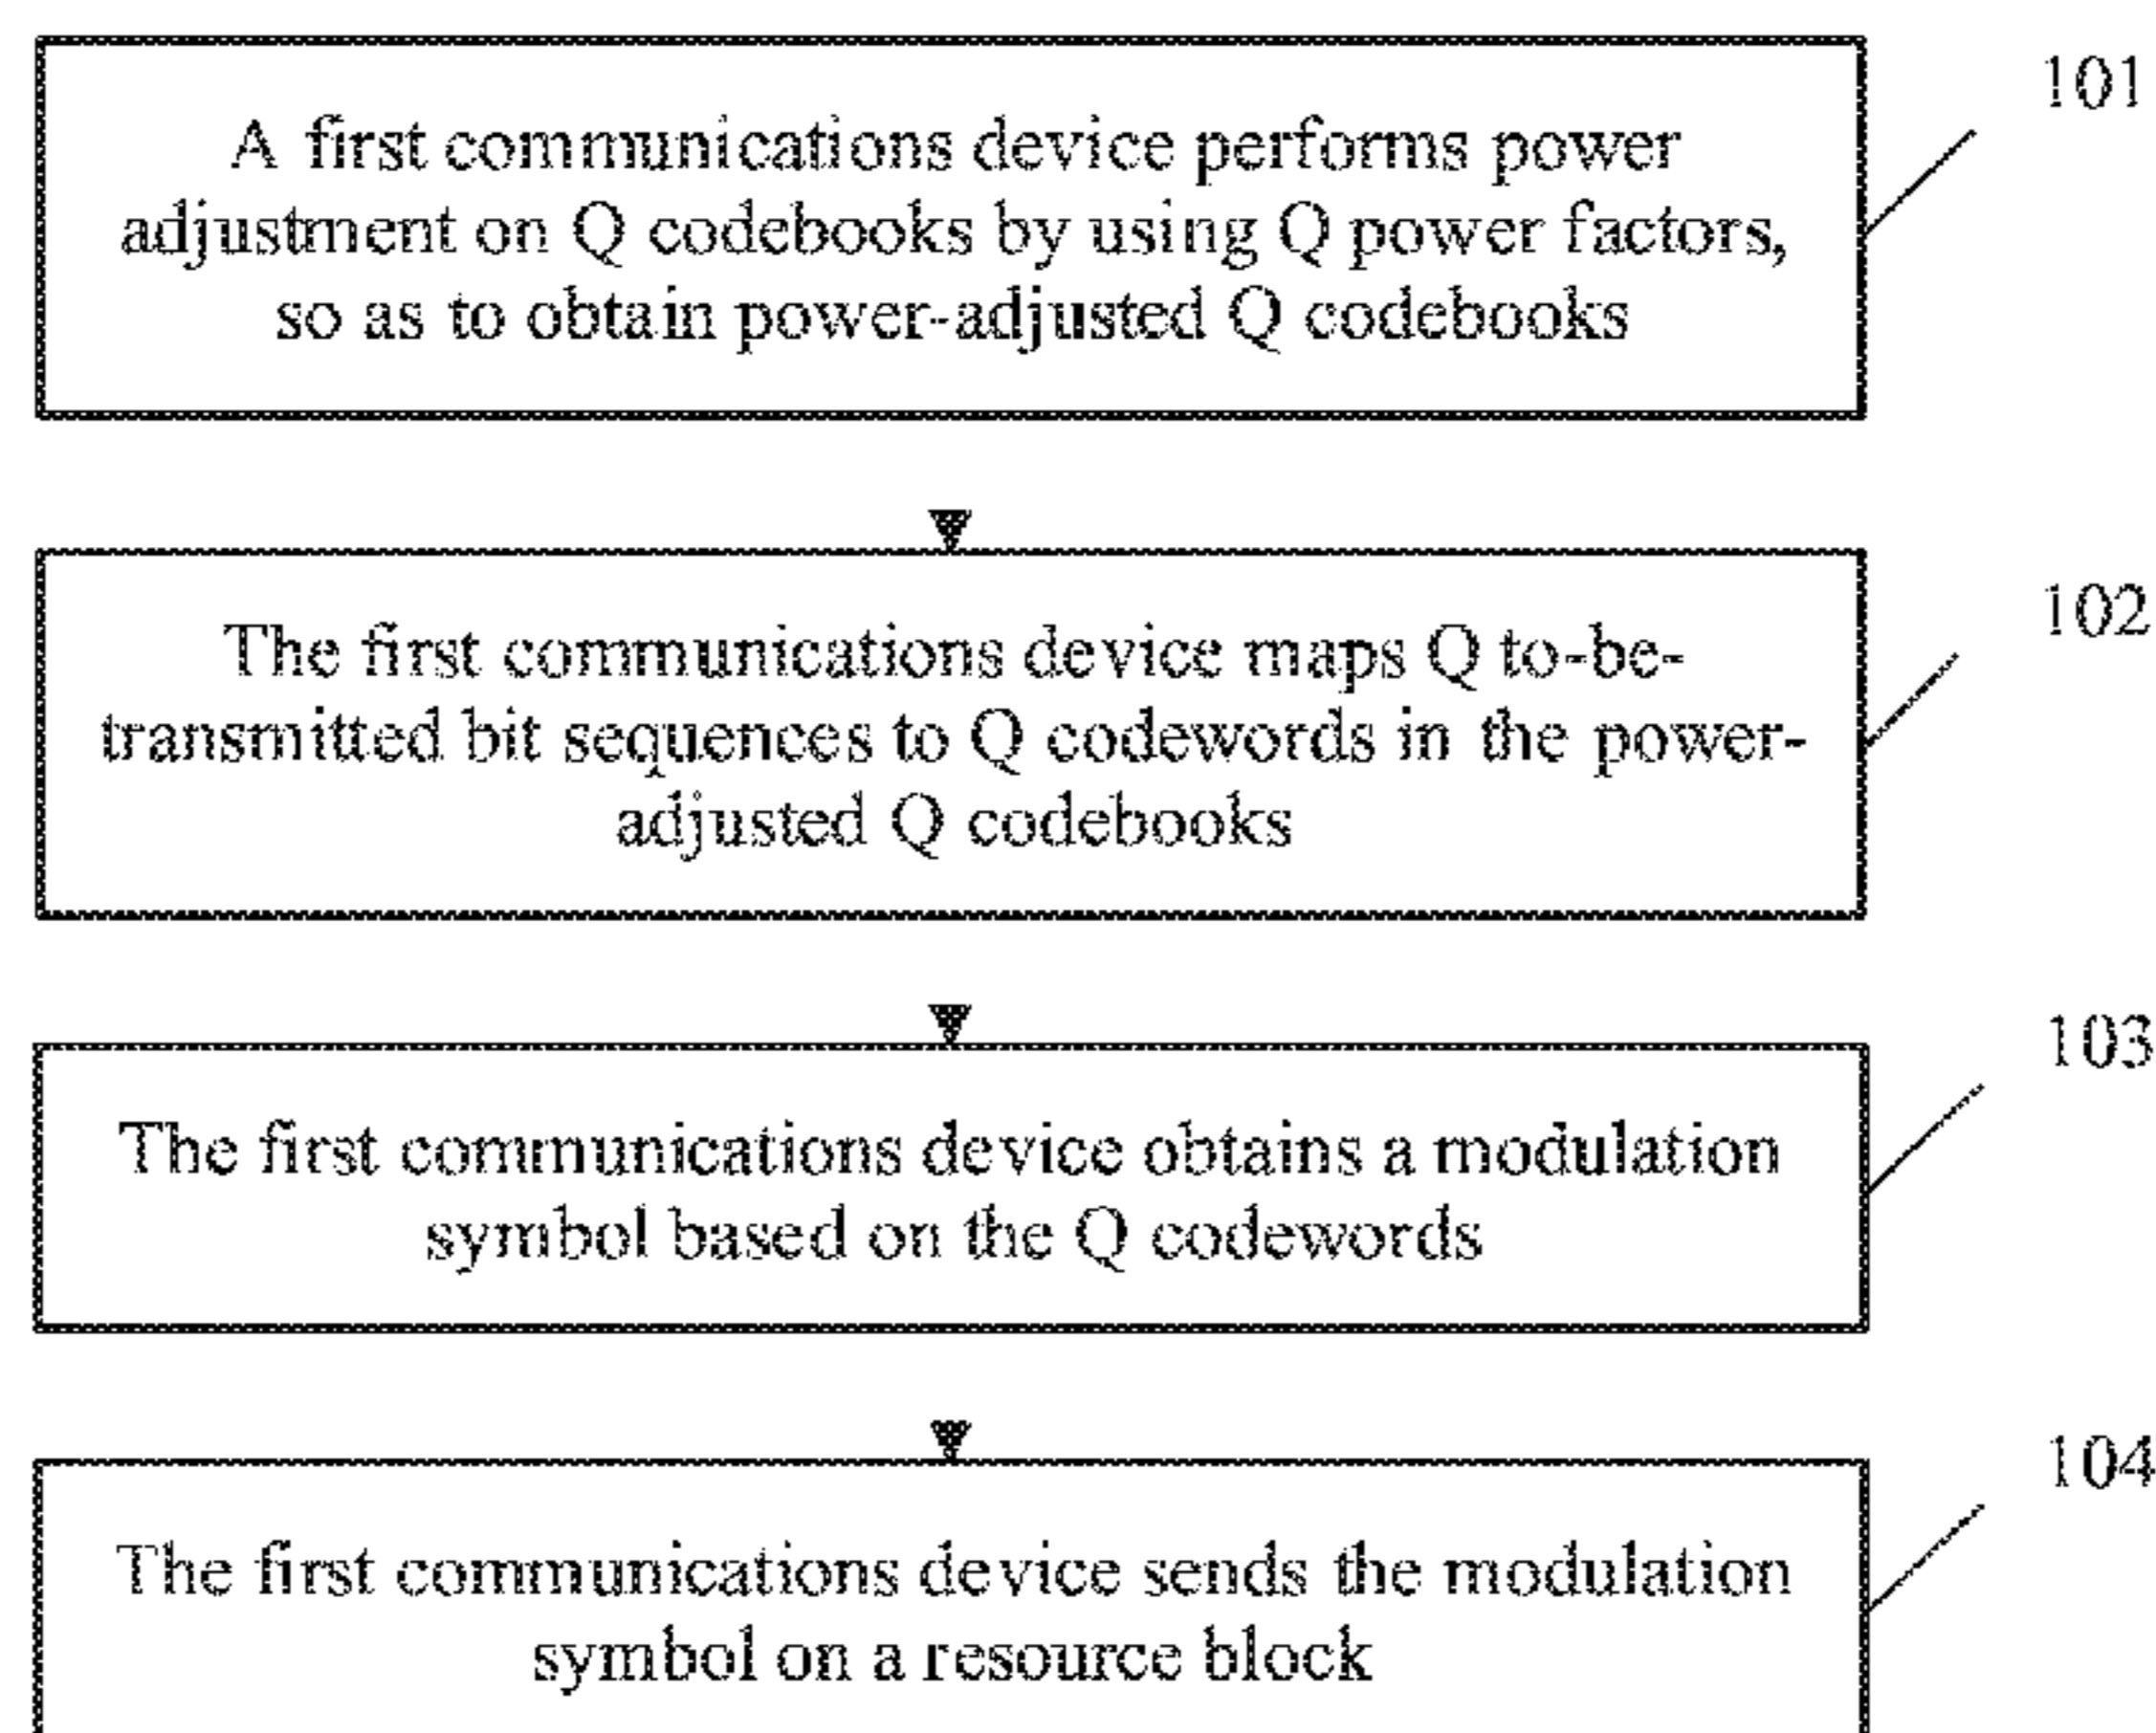 101
A first communications device performs power
adjustment on Q codebooks by using Q power factors,
so as to obtain power-adjusted Q codebooks
102
The first communications device maps Q to-be-
transmitted bit sequences to Q codewords in the power-
adjusted Q codebooks
103
The first communications device obtains a modulation
symbol based on the Q codewords
104
The first communications device sends the modulation
symbol on a resource block